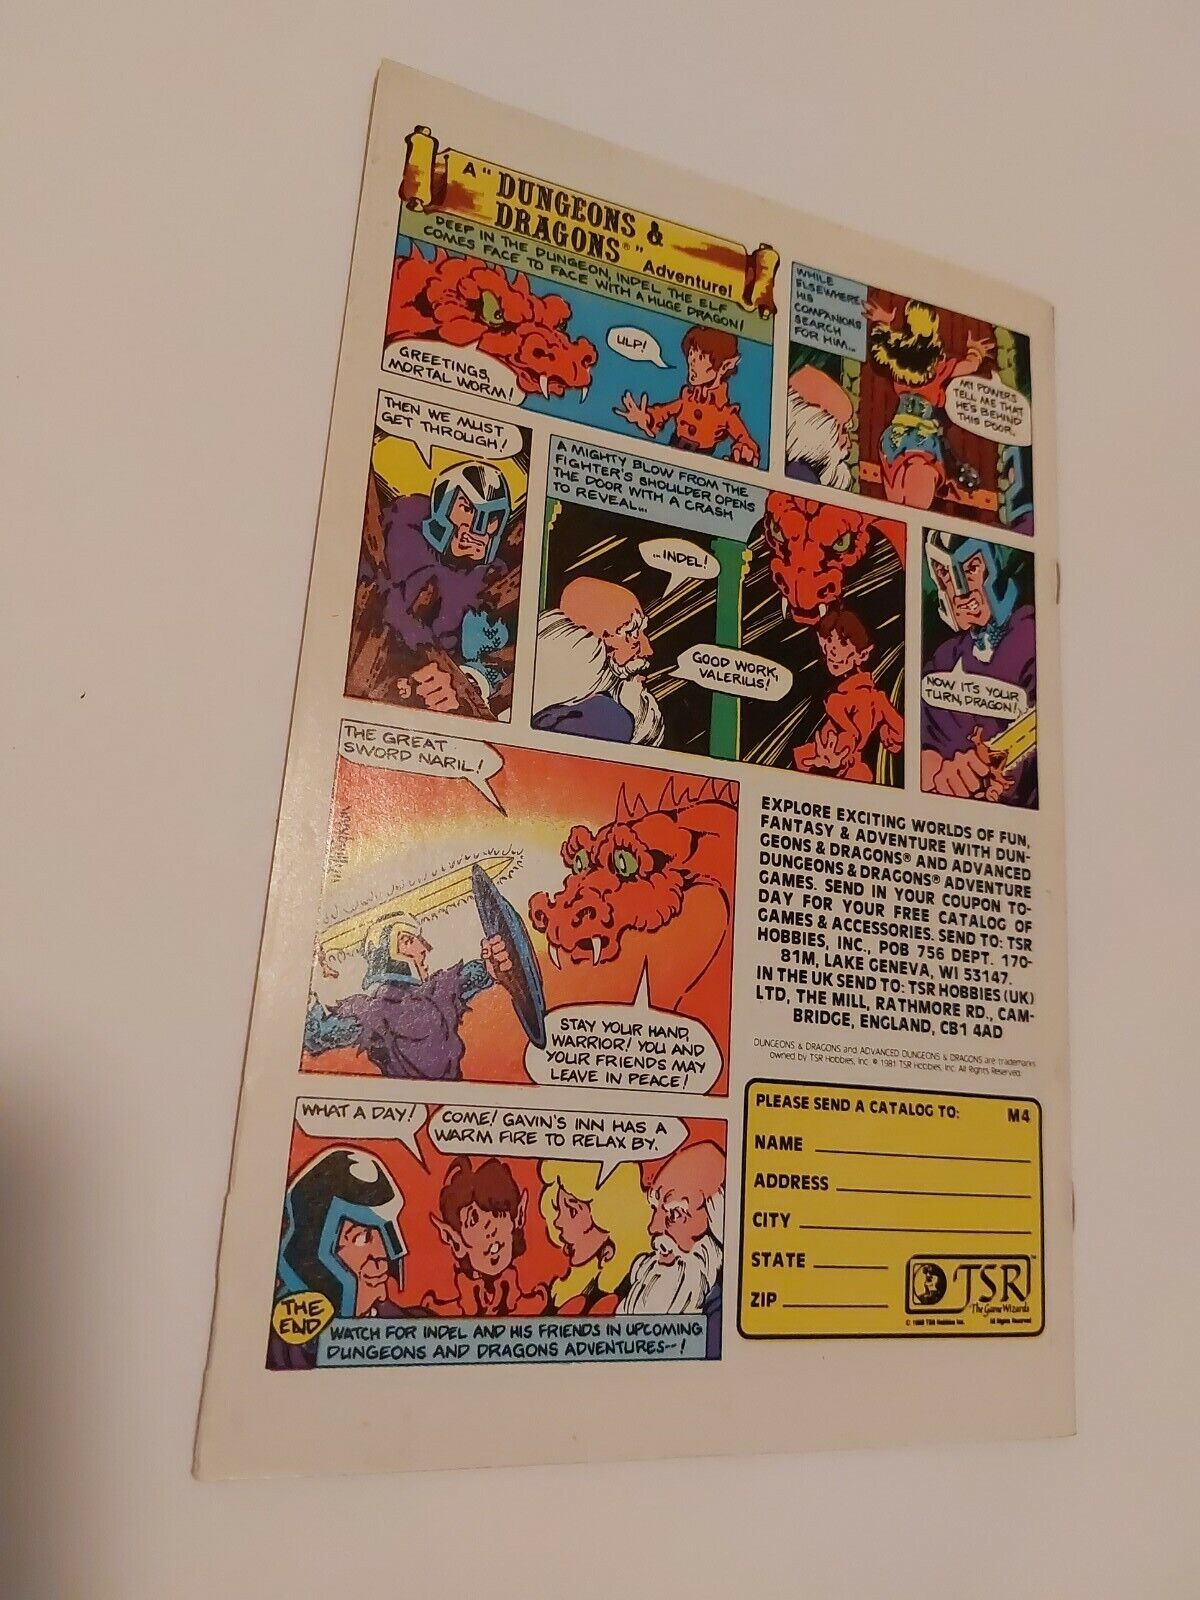 A "DUNGEONS &
DRAGONS®" Adventure!
DEEP IN THE DUNGEON, INDEL THE ELF
COMES FACE TO FACE WITH A HUGE DRAGON!
GREETINGS,
MORTAL WORM!
ULP!
WHILE
ELSEWHERE,
HIS
COMPANIONS
SEARCH
FOR HIM...
MY POWERS
TELL ME THAT
HE'S BEHIND
THIS DOOR.
THEN WE MUST
GET THROUGH!
A MIGHTY BLOW FROM THE
FIGHTER'S SHOULDER OPENS
THE DOOR WITH A CRASH
TO REVEAL...
...INDEL!
GOOD WORK,
VALERIUS!
NOW IT'S YOUR
TURN, DRAGON!
THE GREAT
SWORD NARIL!
STAY YOUR HAND,
WARRIOR! YOU AND
YOUR FRIENDS MAY
LEAVE IN PEACE!
EXPLORE EXCITING WORLDS OF FUN,
FANTASY & ADVENTURE WITH DUN-
GEONS & DRAGONS® AND ADVANCED
DUNGEONS & DRAGONS® ADVENTURE
GAMES. SEND IN YOUR COUPON TO-
DAY FOR YOUR FREE CATALOG OF
GAMES & ACCESSORIES. SEND TO: TSR
HOBBIES, INC., POB 756 DEPT. 170-
81M, LAKE GENEVA, WI 53147.
IN THE UK SEND TO: TSR HOBBIES (UK)
LTD, THE MILL, RATHMORE RD., CAM-
BRIDGE, ENGLAND, CB1 4AD
DUNGEONS & DRAGONS and ADVANCED DUNGEONS & DRAGONS are trademarks
owned by TSR Hobbies, Inc. © 1981 TSR Hobbies, Inc. All Rights Reserved.
WHAT A DAY!
COME! GAVIN'S INN HAS A
WARM FIRE TO RELAX BY.
THE
END
WATCH FOR INDEL AND HIS FRIENDS IN UPCOMING
DUNGEONS AND DRAGONS ADVENTURES--!
PLEASE SEND A CATALOG TO: M4
NAME
ADDRESS
CITY
STATE
ZIP
TSR™
The Game Wizards
© 1980 TSR Hobbies Inc. All Rights Reserved